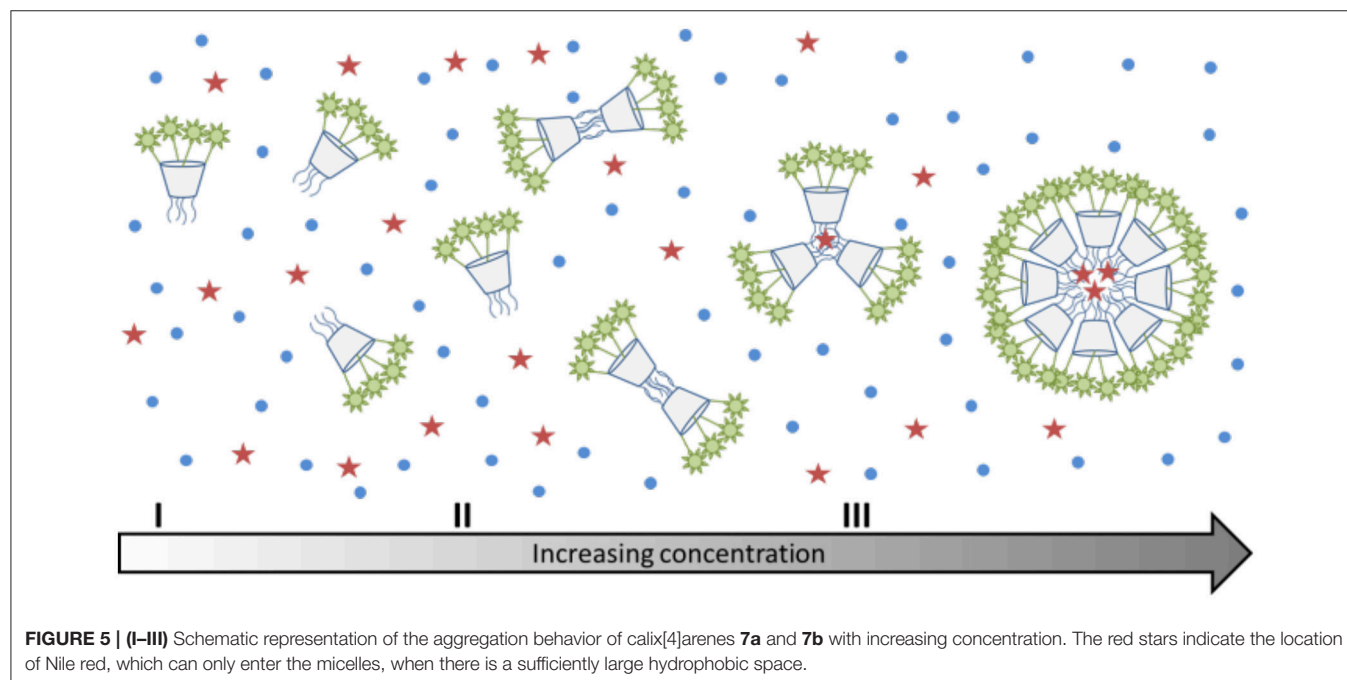 I II III
Increasing concentration
FIGURE 5 | (I–III) Schematic representation of the aggregation behavior of calix[4]arenes 7a and 7b with increasing concentration. The red stars indicate the location
of Nile red, which can only enter the micelles, when there is a sufficiently large hydrophobic space.